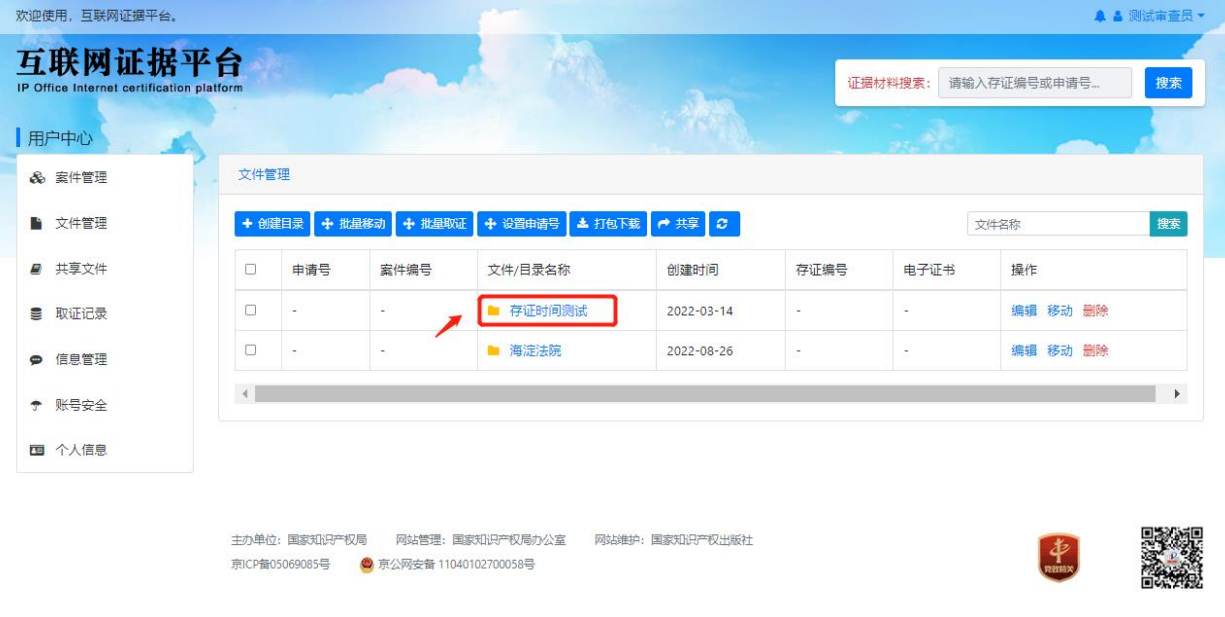 欢迎使用，互联网证据平台。
测试审查员
互联网证据平台
IP Office Internet certification platform
证据材料搜索： 请输入存证编号或申请号... 搜索
用户中心
案件管理
文件管理
共享文件
取证记录
信息管理
账号安全
个人信息
文件管理
创建目录 批量移动 批量取证 设置申请号 打包下载 共享
文件名称 搜索
申请号 案件编号 文件/目录名称 创建时间 存证编号 电子证书 操作
- - 存证时间测试 2022-03-14 - - 编辑 移动 删除
- - 海淀法院 2022-08-26 - - 编辑 移动 删除
主办单位：国家知识产权局 网站管理：国家知识产权局办公室 网站维护：国家知识产权出版社
京ICP备05069085号 京公网安备 11040102700058号
党政机关